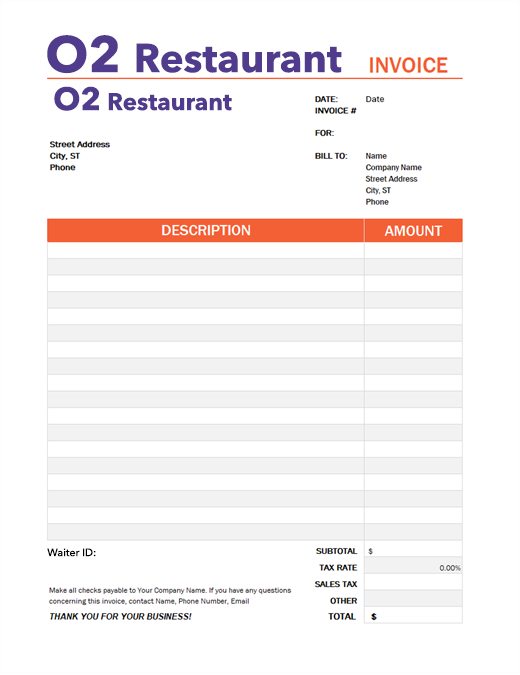 O2 Restaurant INVOICE
O2 Restaurant
DATE: Date
INVOICE #
FOR:
Street Address
City, ST
Phone
BILL TO: Name
Company Name
Street Address
City, ST
Phone
DESCRIPTION AMOUNT
Waiter ID:
SUBTOTAL $
TAX RATE 0.00%
SALES TAX
Make all checks payable to Your Company Name. If you have any questions
concerning this invoice, contact Name, Phone Number, Email
OTHER
THANK YOU FOR YOUR BUSINESS!
TOTAL $